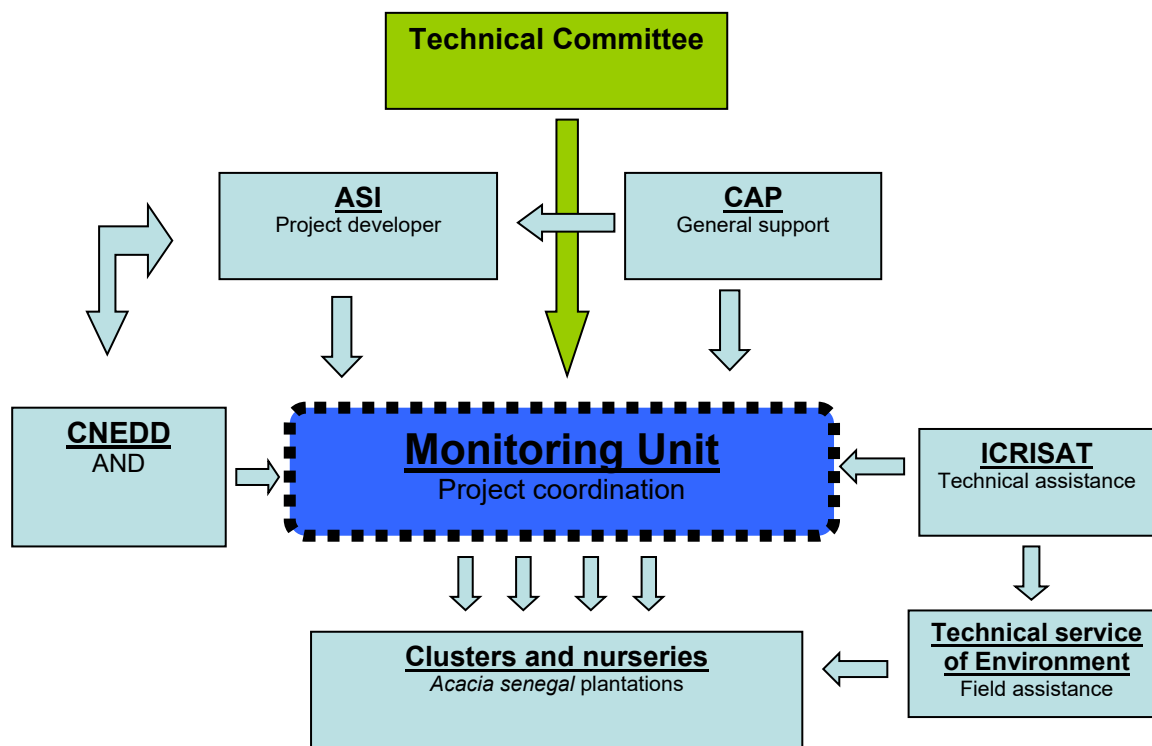 Technical Committee
ASI
Project developer
CAP
General support
CNEDD
AND
Monitoring Unit
Project coordination
ICRISAT
Technical assistance
Clusters and nurseries
Acacia senegal plantations
Technical service
of Environment
Field assistance